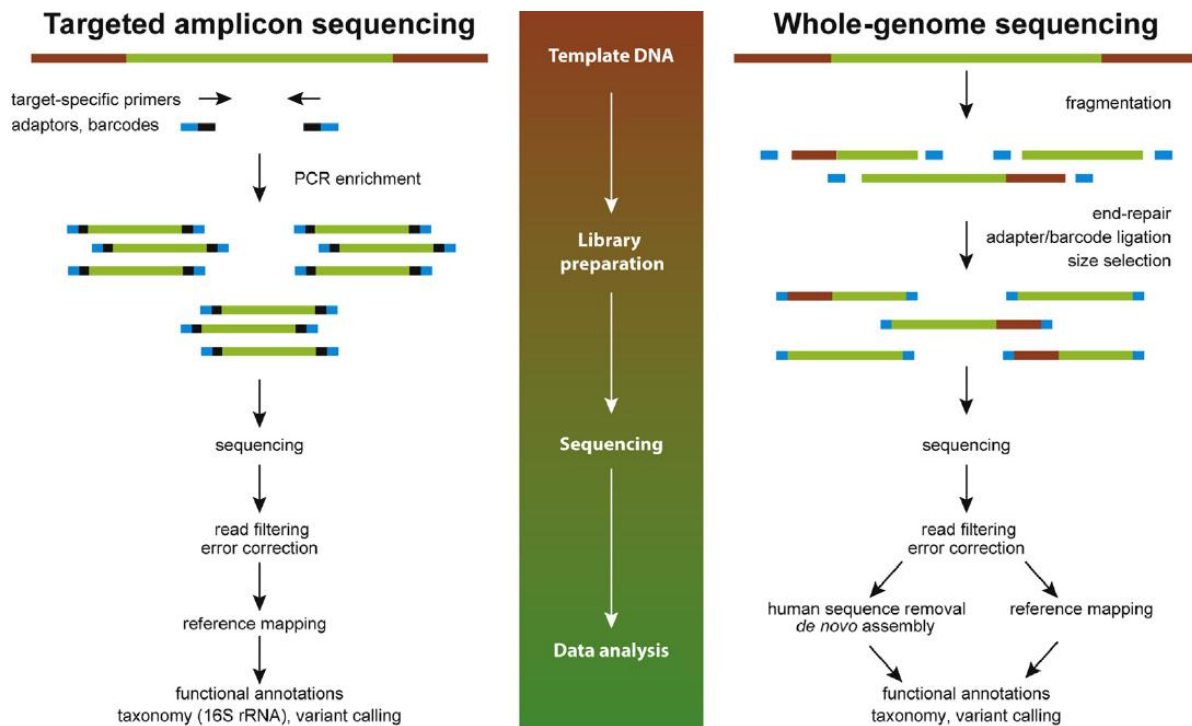 Targeted amplicon sequencing
target-specific primers
adaptors, barcodes
PCR enrichment
sequencing
read filtering
error correction
reference mapping
functional annotations
taxonomy (16S rRNA), variant calling
Template DNA
Library
preparation
Sequencing
Data analysis
Whole-genome sequencing
fragmentation
end-repair
adapter/barcode ligation
size selection
sequencing
read filtering
error correction
human sequence removal
de novo assembly
reference mapping
functional annotations
taxonomy, variant calling